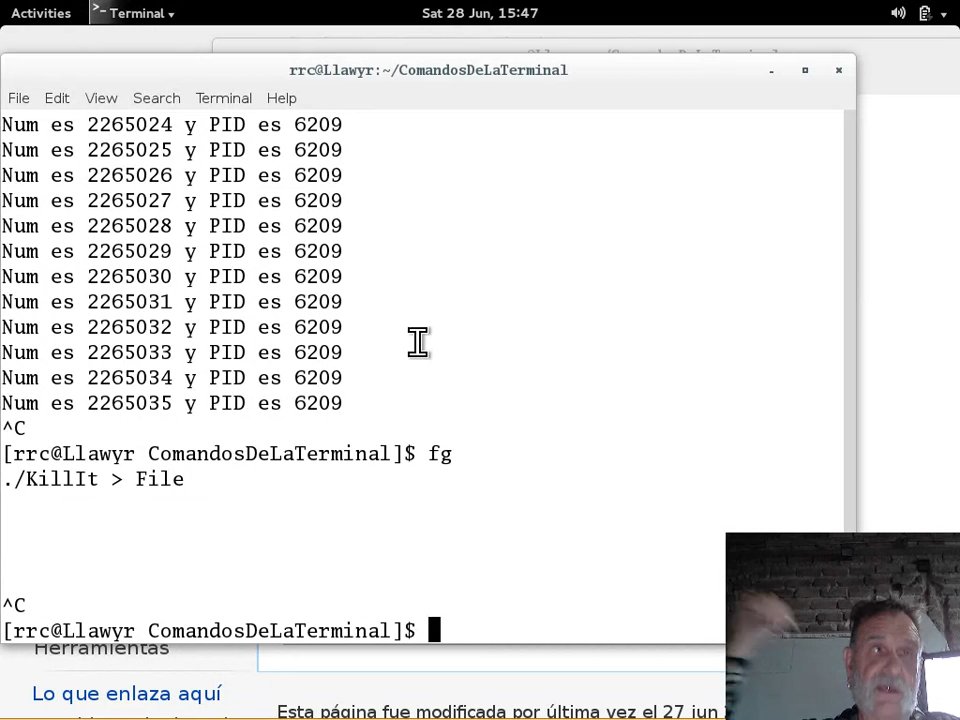 Activities
>_ Terminal
Sat 28 Jun, 15:47
rrc@Llawyr:~/ComandosDeLaTerminal
File Edit View Search Terminal Help
Num es 2265024 y PID es 6209
Num es 2265025 y PID es 6209
Num es 2265026 y PID es 6209
Num es 2265027 y PID es 6209
Num es 2265028 y PID es 6209
Num es 2265029 y PID es 6209
Num es 2265030 y PID es 6209
Num es 2265031 y PID es 6209
Num es 2265032 y PID es 6209
Num es 2265033 y PID es 6209
Num es 2265034 y PID es 6209
Num es 2265035 y PID es 6209
^C
[rrc@Llawyr ComandosDeLaTerminal]$ fg
./KillIt > File
^C
[rrc@Llawyr ComandosDeLaTerminal]$
Herramientas
Lo que enlaza aquí
Esta página fue modificada por última vez el 27 jun